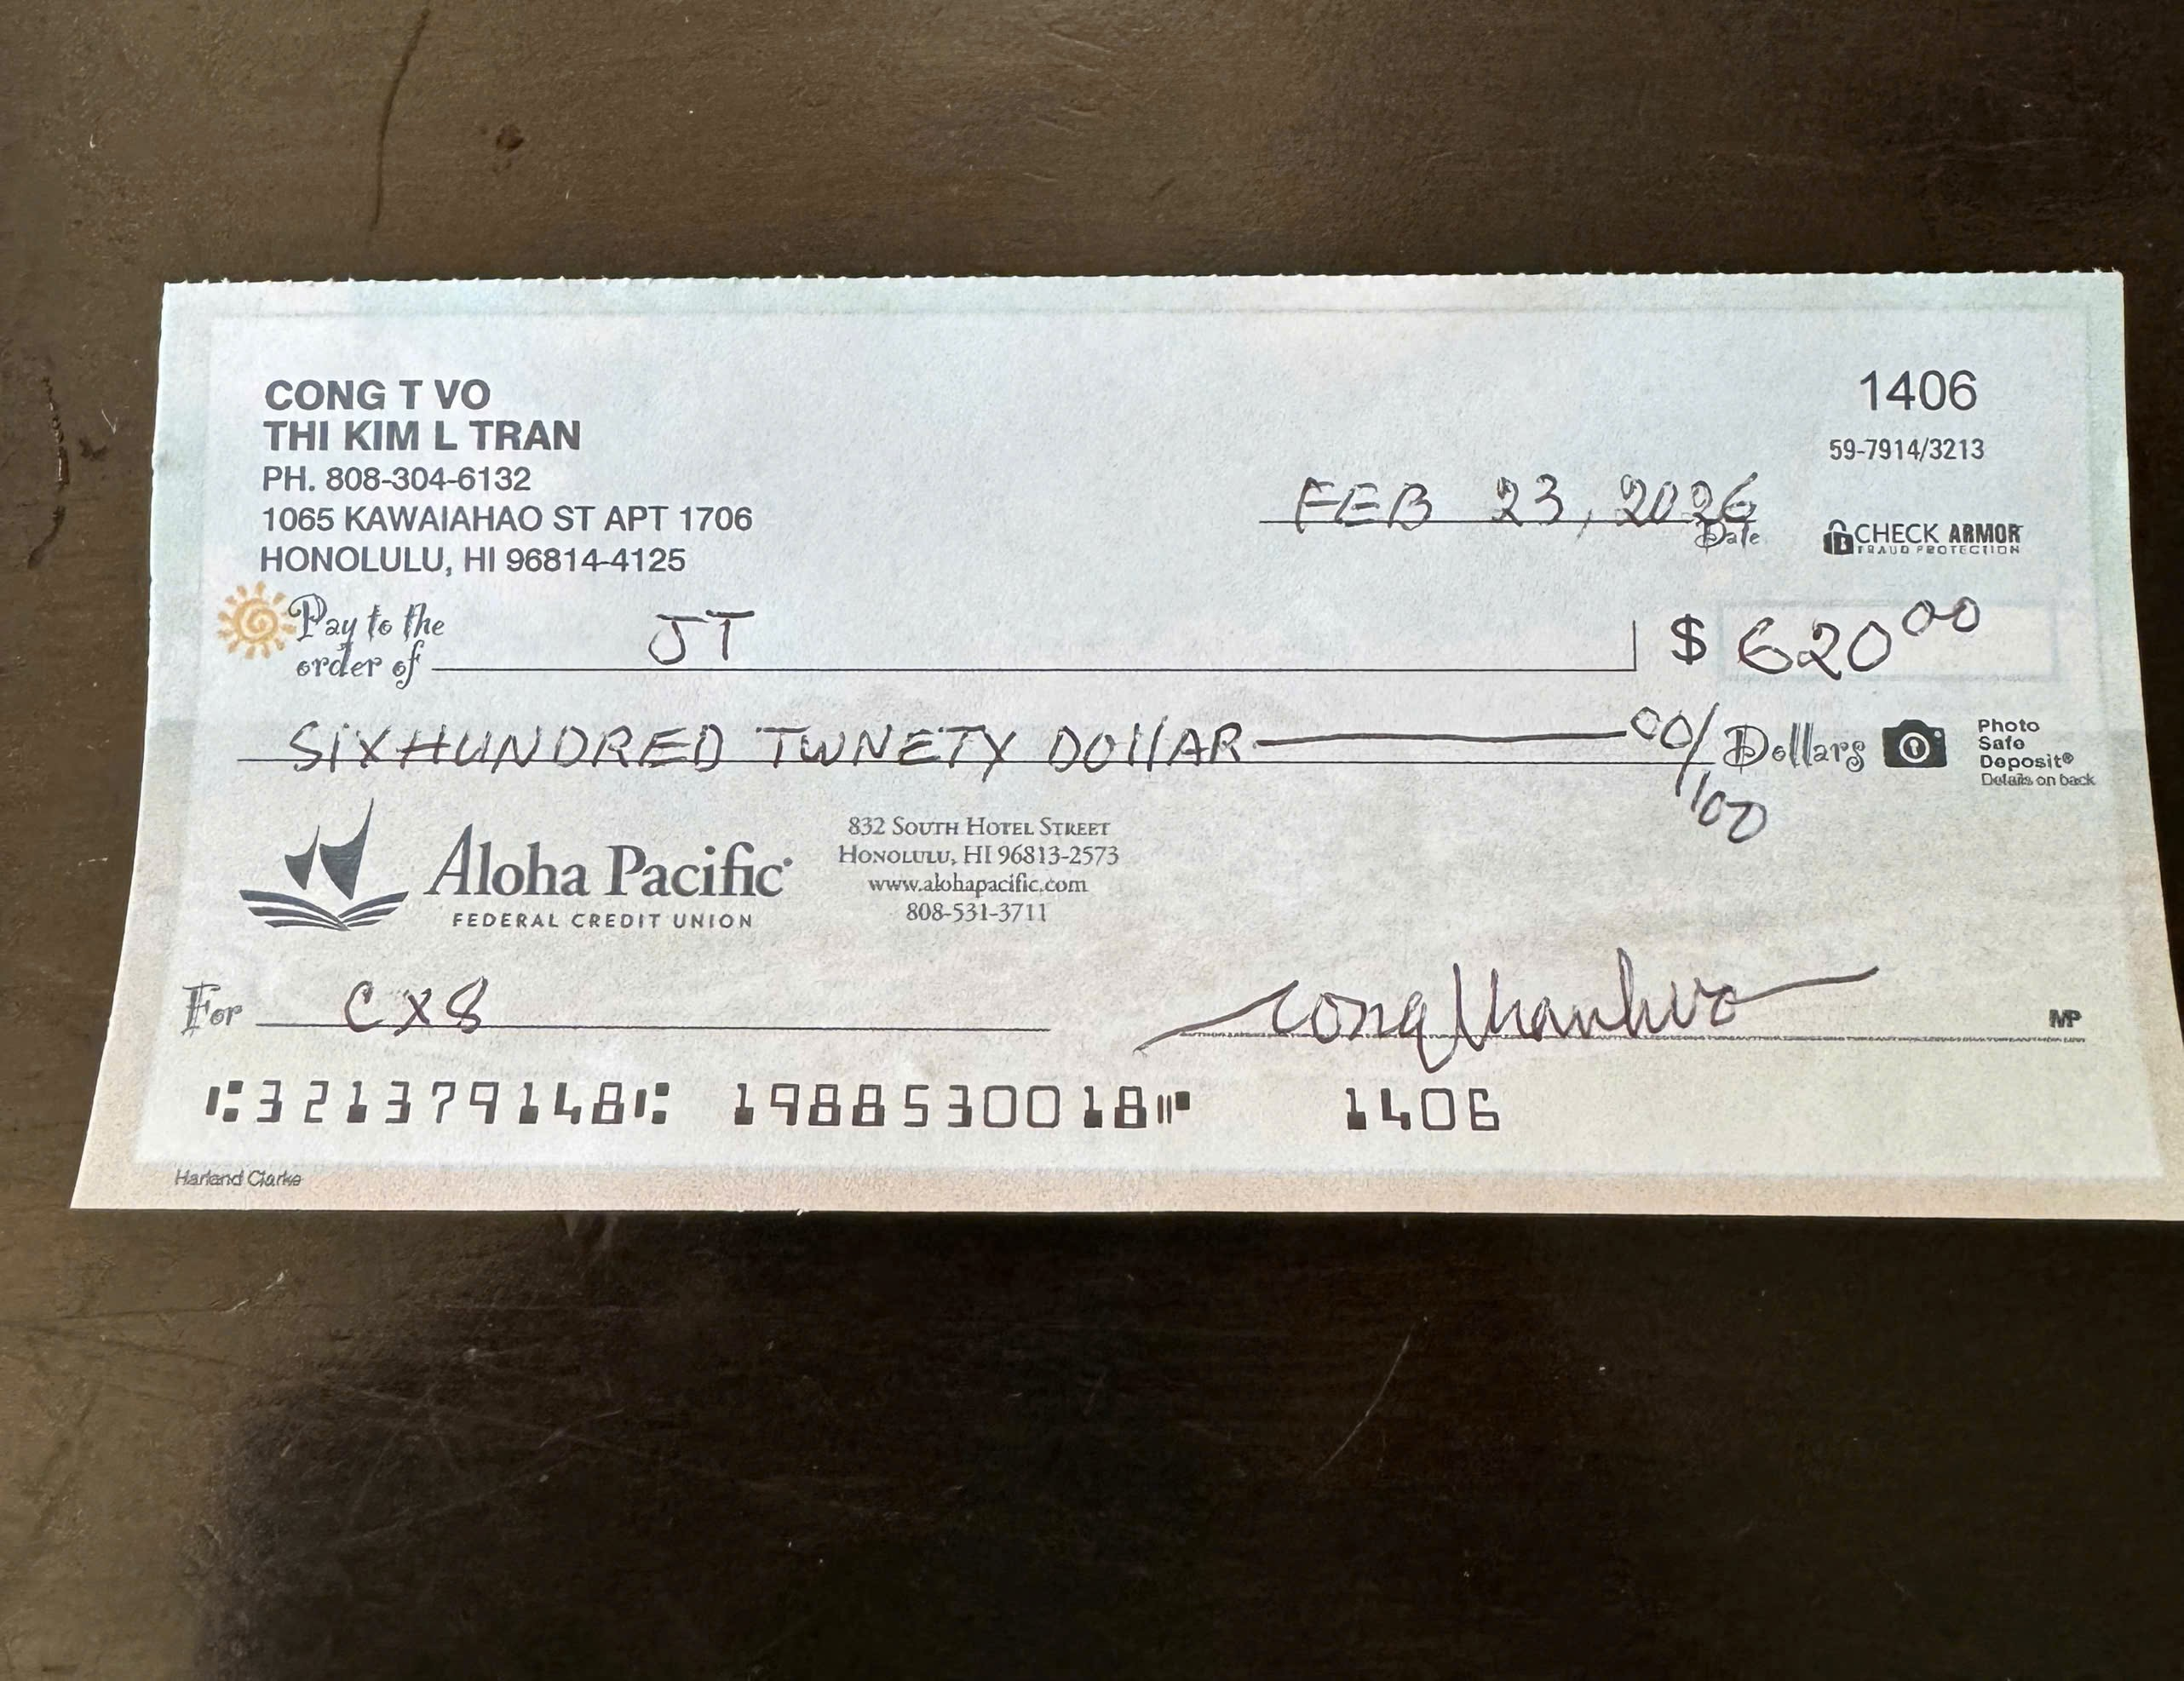 CONG T VO
THI KIM L TRAN
PH. 808-304-6132
1065 KAWAIAHAO ST APT 1706
HONOLULU, HI 96814-4125
1406
59-7914/3213
FEB 23, 2026
Date
CHECK ARMOR
FRAUD PROTECTION
Pay to the
order of JT $ 620 00
SIX HUNDRED TWNETY DOllAR 00/100 Dollars
Photo
Safe
Deposit®
Details on back
Aloha Pacific
FEDERAL CREDIT UNION
832 SOUTH HOTEL STREET
HONOLULU, HI 96813-2573
www.alohapacific.com
808-531-3711
For CX8
MP
⑆321379148⑆ 1988530018⑈ 1406
Harland Clarke